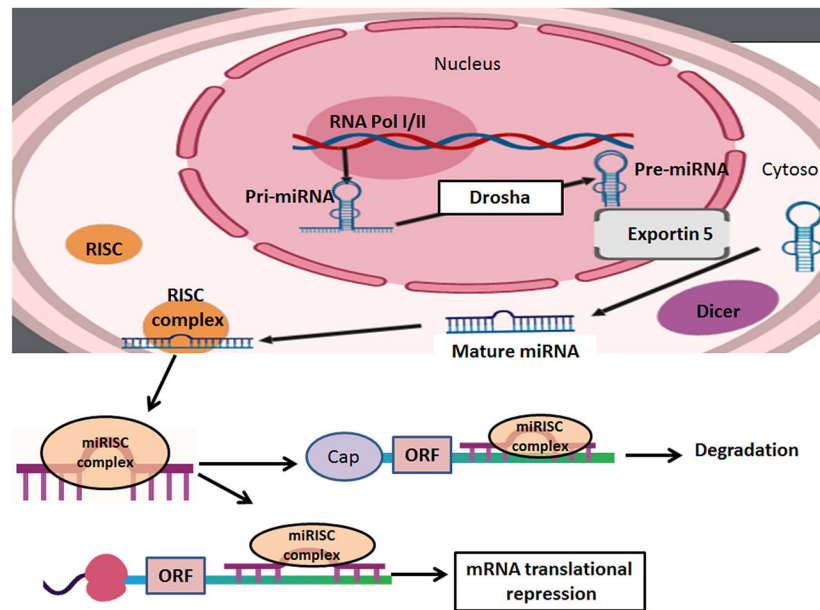 Nucleus
RNA Pol I/II
Pri-miRNA
Drosha
Pre-miRNA
Cytoso
Exportin 5
RISC
RISC
complex
Mature miRNA
Dicer
miRISC
complex
Cap
ORF
miRISC
complex
Degradation
ORF
miRISC
complex
mRNA translational
repression